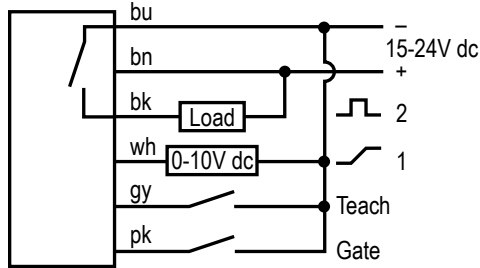 bu
–
15-24V dc
bn
+
bk
Load
2
wh
0-10V dc
1
gy
Teach
pk
Gate